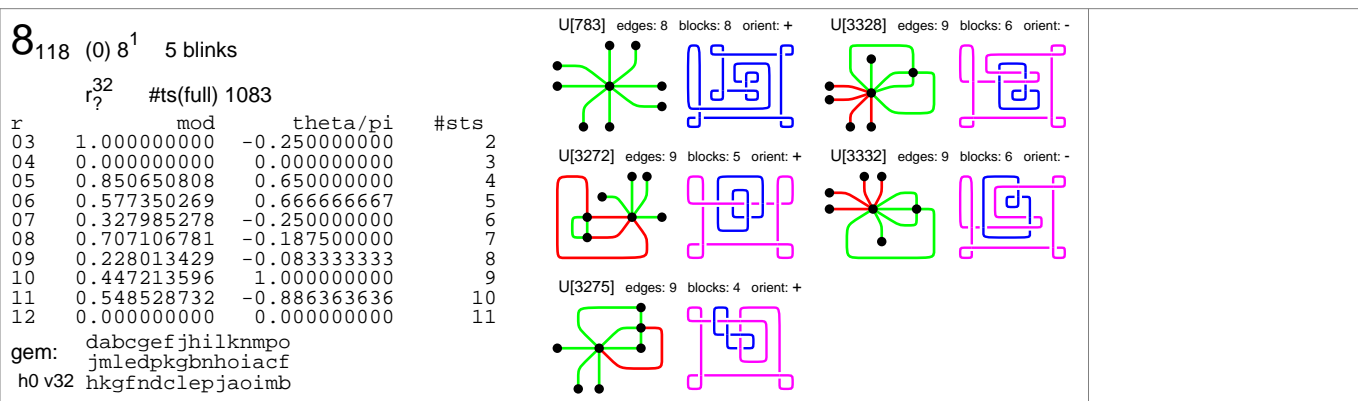 8₁₁₈ (0) 8¹ 5 blinks
r?³² #ts(full) 1083
r mod theta/pi #sts
03 1.000000000 -0.250000000 2
04 0.000000000 0.000000000 3
05 0.850650808 0.650000000 4
06 0.577350269 0.666666667 5
07 0.327985278 -0.250000000 6
08 0.707106781 -0.187500000 7
09 0.228013429 -0.083333333 8
10 0.447213596 1.000000000 9
11 0.548528732 -0.886363636 10
12 0.000000000 0.000000000 11
gem: dabcgefjhilknmpo
jmledpkgbnhoiacf
h0 v32 hkgfndclepjaoimb
U[783] edges: 8 blocks: 8 orient: +
U[3328] edges: 9 blocks: 6 orient: -
U[3272] edges: 9 blocks: 5 orient: +
U[3332] edges: 9 blocks: 6 orient: -
U[3275] edges: 9 blocks: 4 orient: +